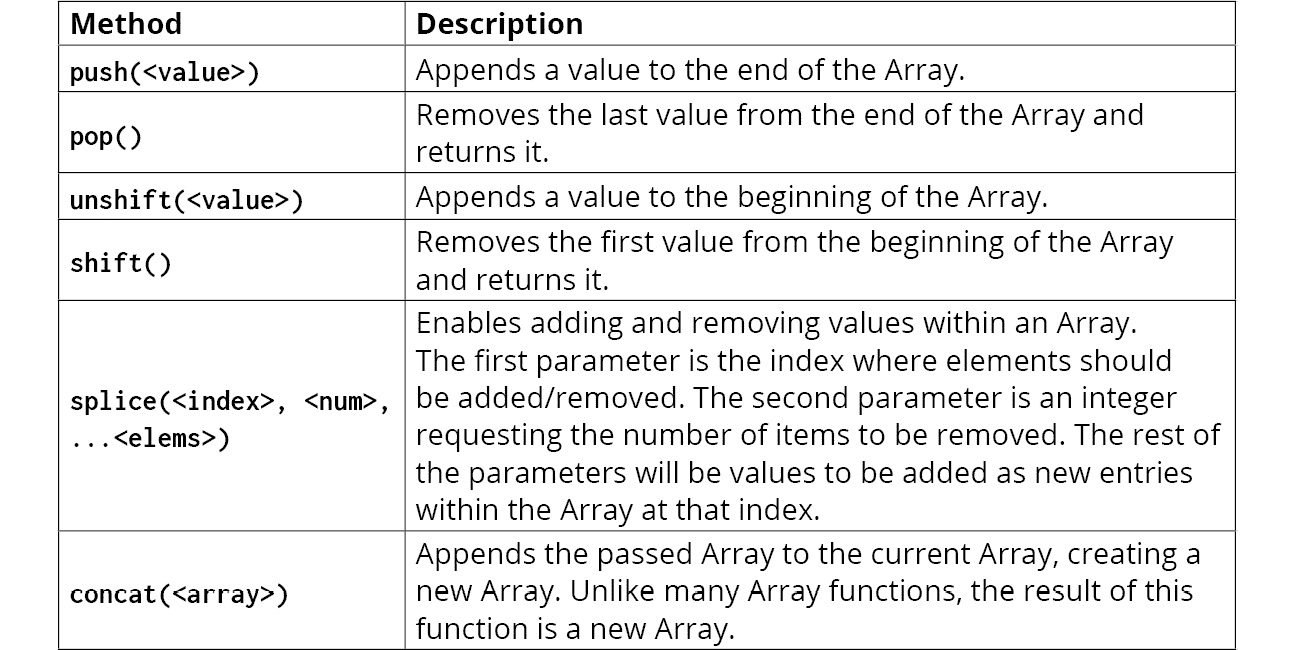 Method Description
push(<value>) Appends a value to the end of the Array.
pop() Removes the last value from the end of the Array and
returns it.
unshift(<value>) Appends a value to the beginning of the Array.
shift() Removes the first value from the beginning of the Array
and returns it.
splice(<index>, <num>,
...<elems>)
Enables adding and removing values within an Array.
The first parameter is the index where elements should
be added/removed. The second parameter is an integer
requesting the number of items to be removed. The rest of
the parameters will be values to be added as new entries
within the Array at that index.
concat(<array>)
Appends the passed Array to the current Array, creating a
new Array. Unlike many Array functions, the result of this
function is a new Array.